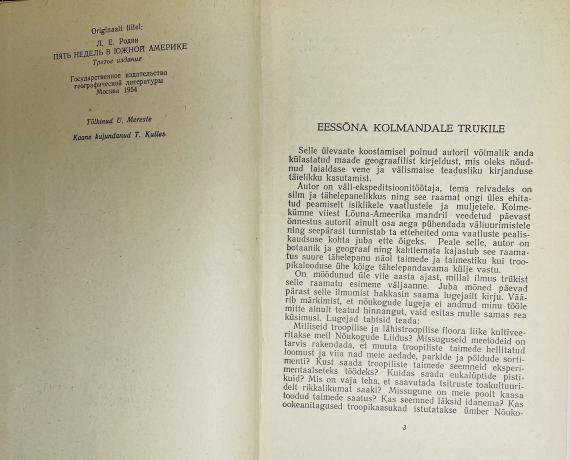 Originaali tiitel:
Л. Е. Родин
ПЯТЬ НЕДЕЛЬ В ЮЖНОЙ АМЕРИКЕ
Третое издание
Государственное издательство
географической литературы
Москва 1954
Tõlkinud U. Mereste
Kaane kujundanud T. Kulles
EESSÕNA KOLMANDALE TRÜKILE
Selle ülevaate koostamisel polnud autoril võimalik anda
külastatud maade geograafilist kirjeldust, mis oleks nõud-
nud laialdase vene ja välismaise teadusliku kirjanduse
täielikku kasutamist.
Autor on väli-ekspeditsioonitöötaja, tema relvadeks on
silm ja tähelepanelikkus ning see raamat ongi üles ehita-
tud peamiselt isiklikele vaatlustele ja muljetele. Kolme-
kümne viiest Lõuna-Ameerika mandril veedetud päevast
õnnestus autoril ainult osa aega pühendada väliuurimistele
ning seepärast tunnistab ta etteheited oma vaatluste pealis-
kaudsuse kohta juba ette õigeks. Peale selle, autor on
botaanik ja geograaf ning kahtlemata kajastub see raama-
tus suure tähelepanu näol taimede ja taimestiku kui troo-
pikalooduse ühe kõige tähelepandavama külje vastu.
On möödunud üle viie aasta ajast, millal ilmus trükist
selle raamatu esimene väljaanne. Juba mõned päevad
pärast selle ilmumist hakkasin saama lugejailt kirju. Vää-
rib märkimist, et nõukogude lugeja ei andnud minu tööle
mitte ainult teatud hinnangut, vaid esitas mulle samas rea
küsimusi. Lugejad tahtsid teada:
Milliseid troopilise ja lähistroopilise floora liike kultivee-
ritakse meil Nõukogude Liidus? Missuguseid meetodeid on
tarvis rakendada, et muuta troopiliste taimede hellitatud
loomust ja viia nad meie aedade, parkide ja põldude sorti-
menti? Kust saada troopiliste taimede seemneid eksperi-
mentaalseteks töödeks? Kuidas saada eukalüptide pisti-
kuid? Mis on vaja teha, et saavutada tsitruste toakultuuri-
delt rikkalikumat saaki? Missugune on meie poolt kaasa
toodud taimede saatus? Kas seemned läksid idanema? Kas
ookeanitagused troopikaasukad istutatakse ümber Nõuko-
3